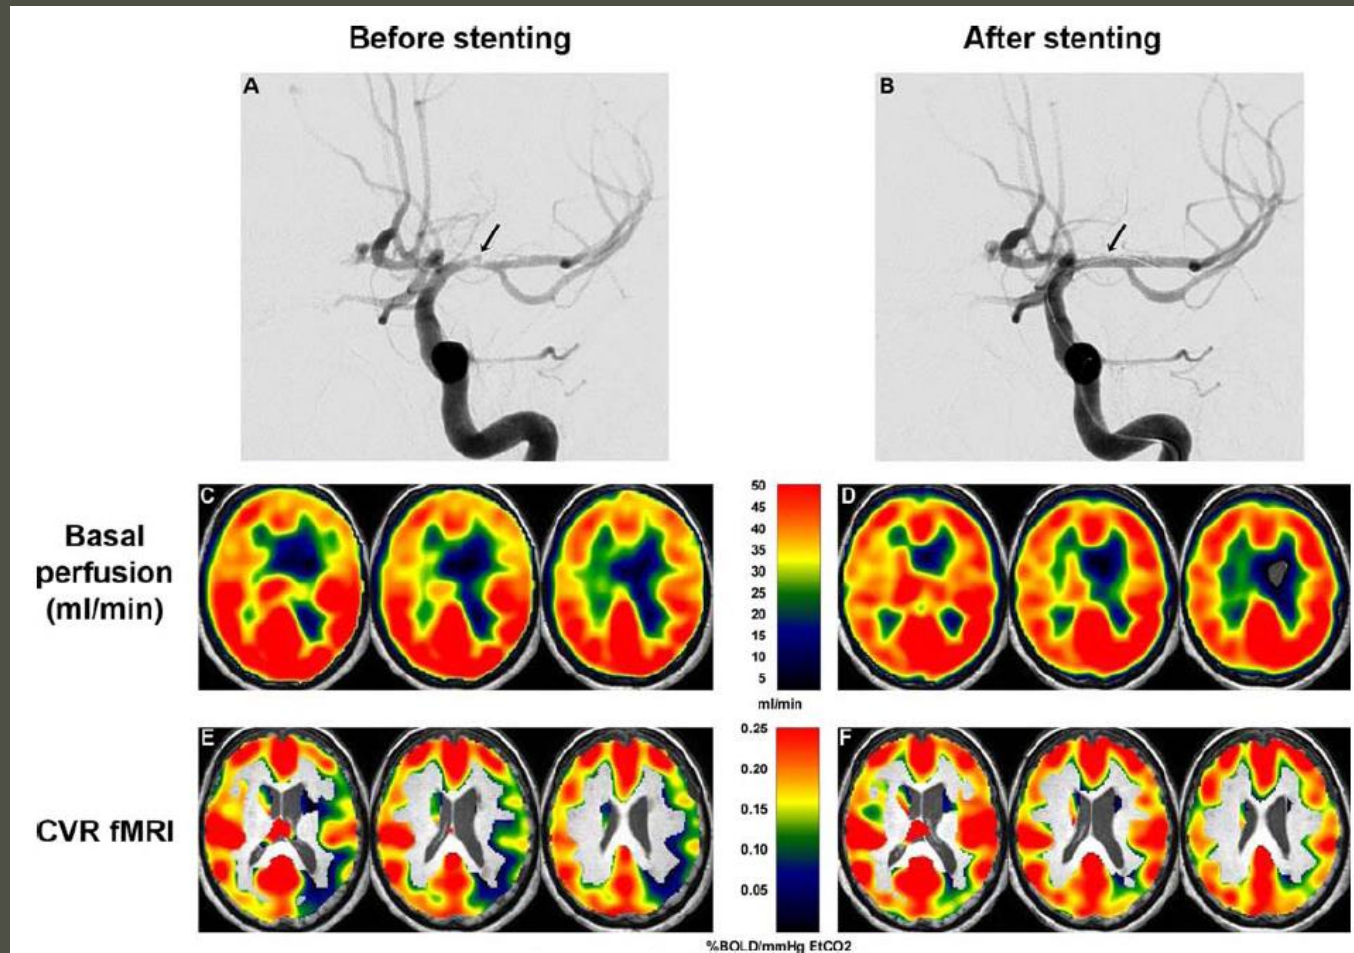 Before stenting
After stenting
A
B
Basal
perfusion
(ml/min)
C
50
45
40
35
30
25
20
15
10
5
ml/min
D
CVR fMRI
E
0.25
0.20
0.15
0.10
0.05
%BOLD/mmHg EtCO2
F